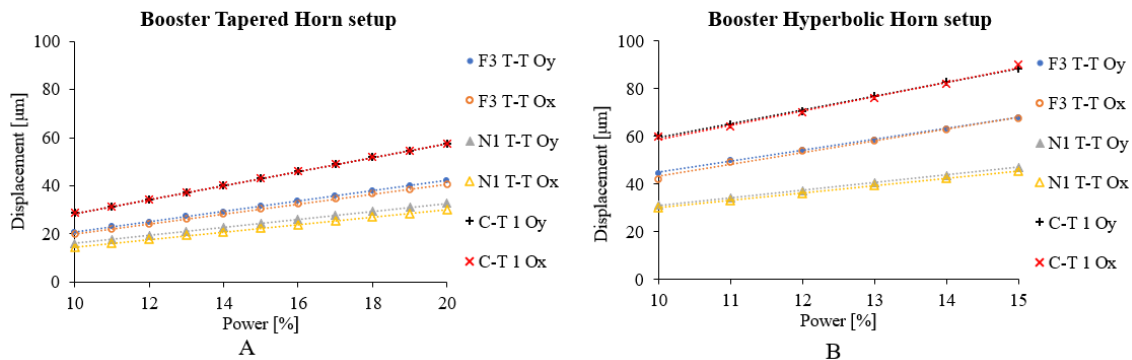 Booster Tapered Horn setup
100
80
60
40
20
0
Displacement [µm]
10 12 14 16 18 20
Power [%]
F3 T-T Oy
F3 T-T Ox
N1 T-T Oy
N1 T-T Ox
C-T 1 Oy
C-T 1 Ox
A
Booster Hyperbolic Horn setup
100
80
60
40
20
0
Displacement [µm]
10 11 12 13 14 15
Power [%]
F3 T-T Oy
F3 T-T Ox
N1 T-T Oy
N1 T-T Ox
C-T 1 Oy
C-T 1 Ox
B